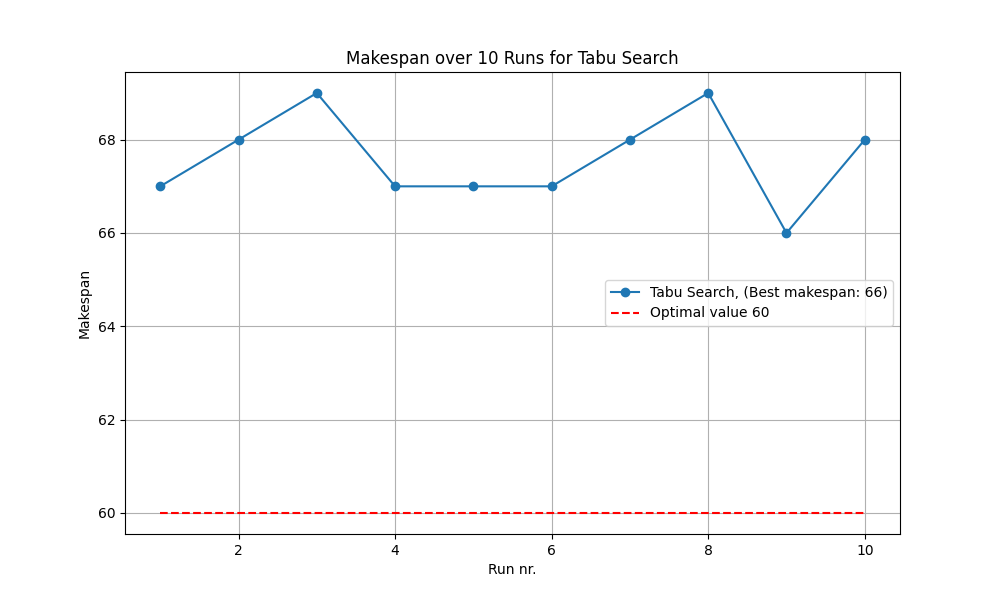 Makespan over 10 Runs for Tabu Search
68
66
64
62
60
Makespan
Tabu Search, (Best makespan: 66)
Optimal value 60
2
4
6
8
10
Run nr.